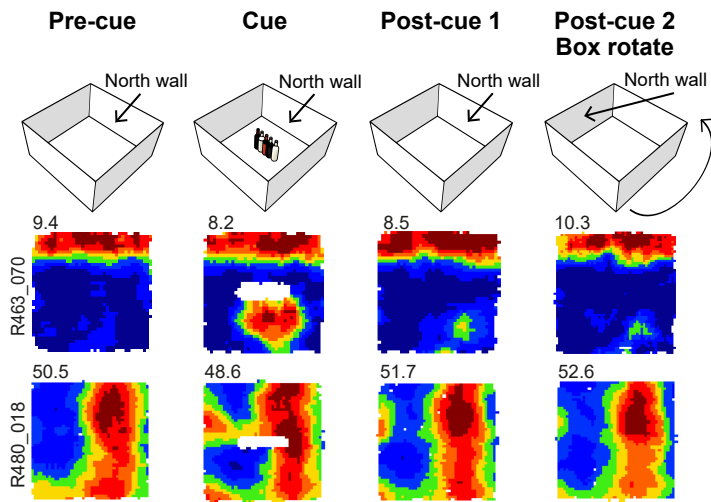 Pre-cue
Cue
Post-cue 1
Post-cue 2
Box rotate
North wall
North wall
North wall
North wall
9.4
8.2
8.5
10.3
R463_070
50.5
48.6
51.7
52.6
R480_018